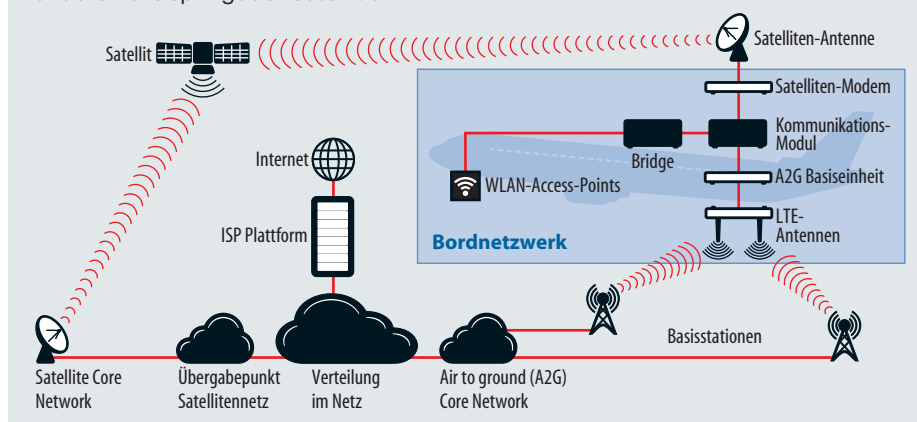 Satellit
Satelliten-Antenne
Satelliten-Modem
Kommunikations-
Modul
Bridge
Internet
WLAN-Access-Points
A2G Basiseinheit
ISP Plattform
LTE-
Antennen
Bordnetzwerk
Basisstationen
Satellite Core
Network
Übergabepunkt
Satellitennetz
Verteilung
im Netz
Air to ground (A2G)
Core Network